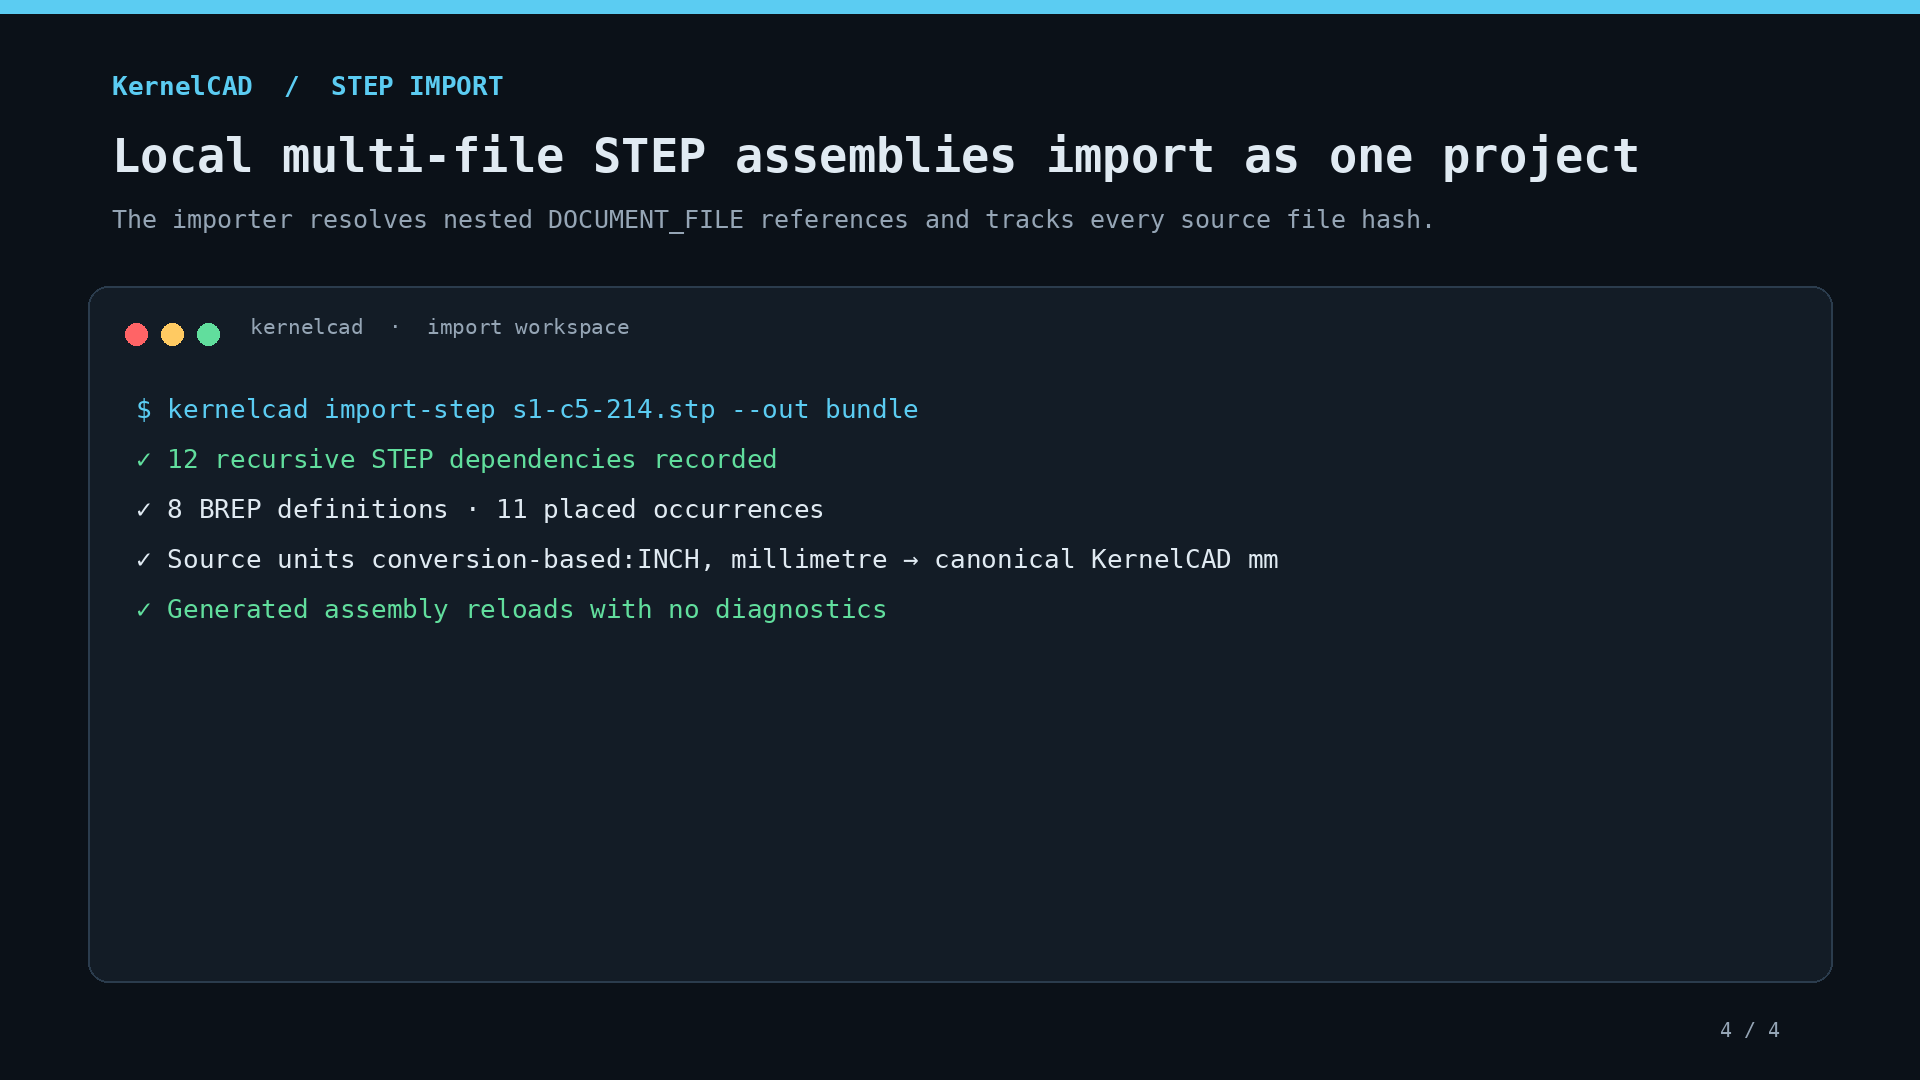 KernelCAD / STEP IMPORT
Local multi-file STEP assemblies import as one project
The importer resolves nested DOCUMENT_FILE references and tracks every source file hash.
kernelcad · import workspace
$ kernelcad import-step s1-c5-214.stp --out bundle
✓ 12 recursive STEP dependencies recorded
✓ 8 BREP definitions · 11 placed occurrences
✓ Source units conversion-based:INCH, millimetre → canonical KernelCAD mm
✓ Generated assembly reloads with no diagnostics
4 / 4